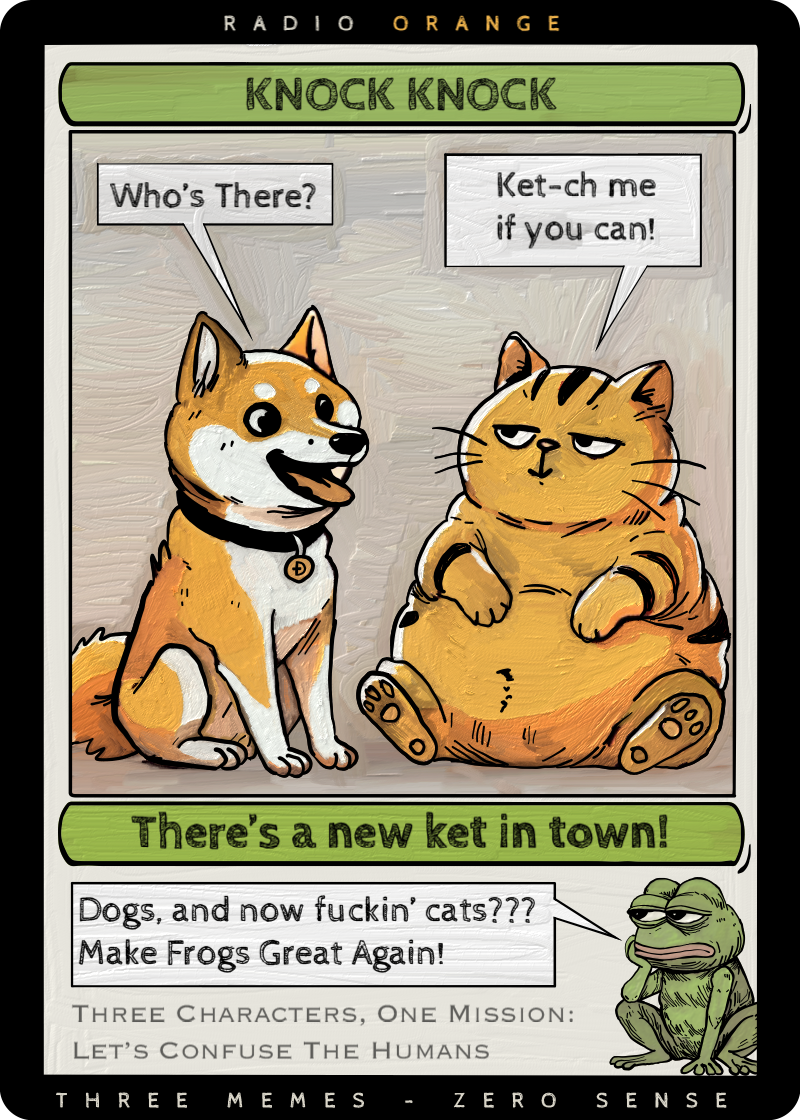 RADIO ORANGE
KNOCK KNOCK
Who's There?
Ket-ch me
if you can!
Ð
There's a new ket in town!
Dogs, and now fuckin' cats???
Make Frogs Great Again!
Three Characters, One Mission:
Let's Confuse The Humans
THREE MEMES - ZERO SENSE